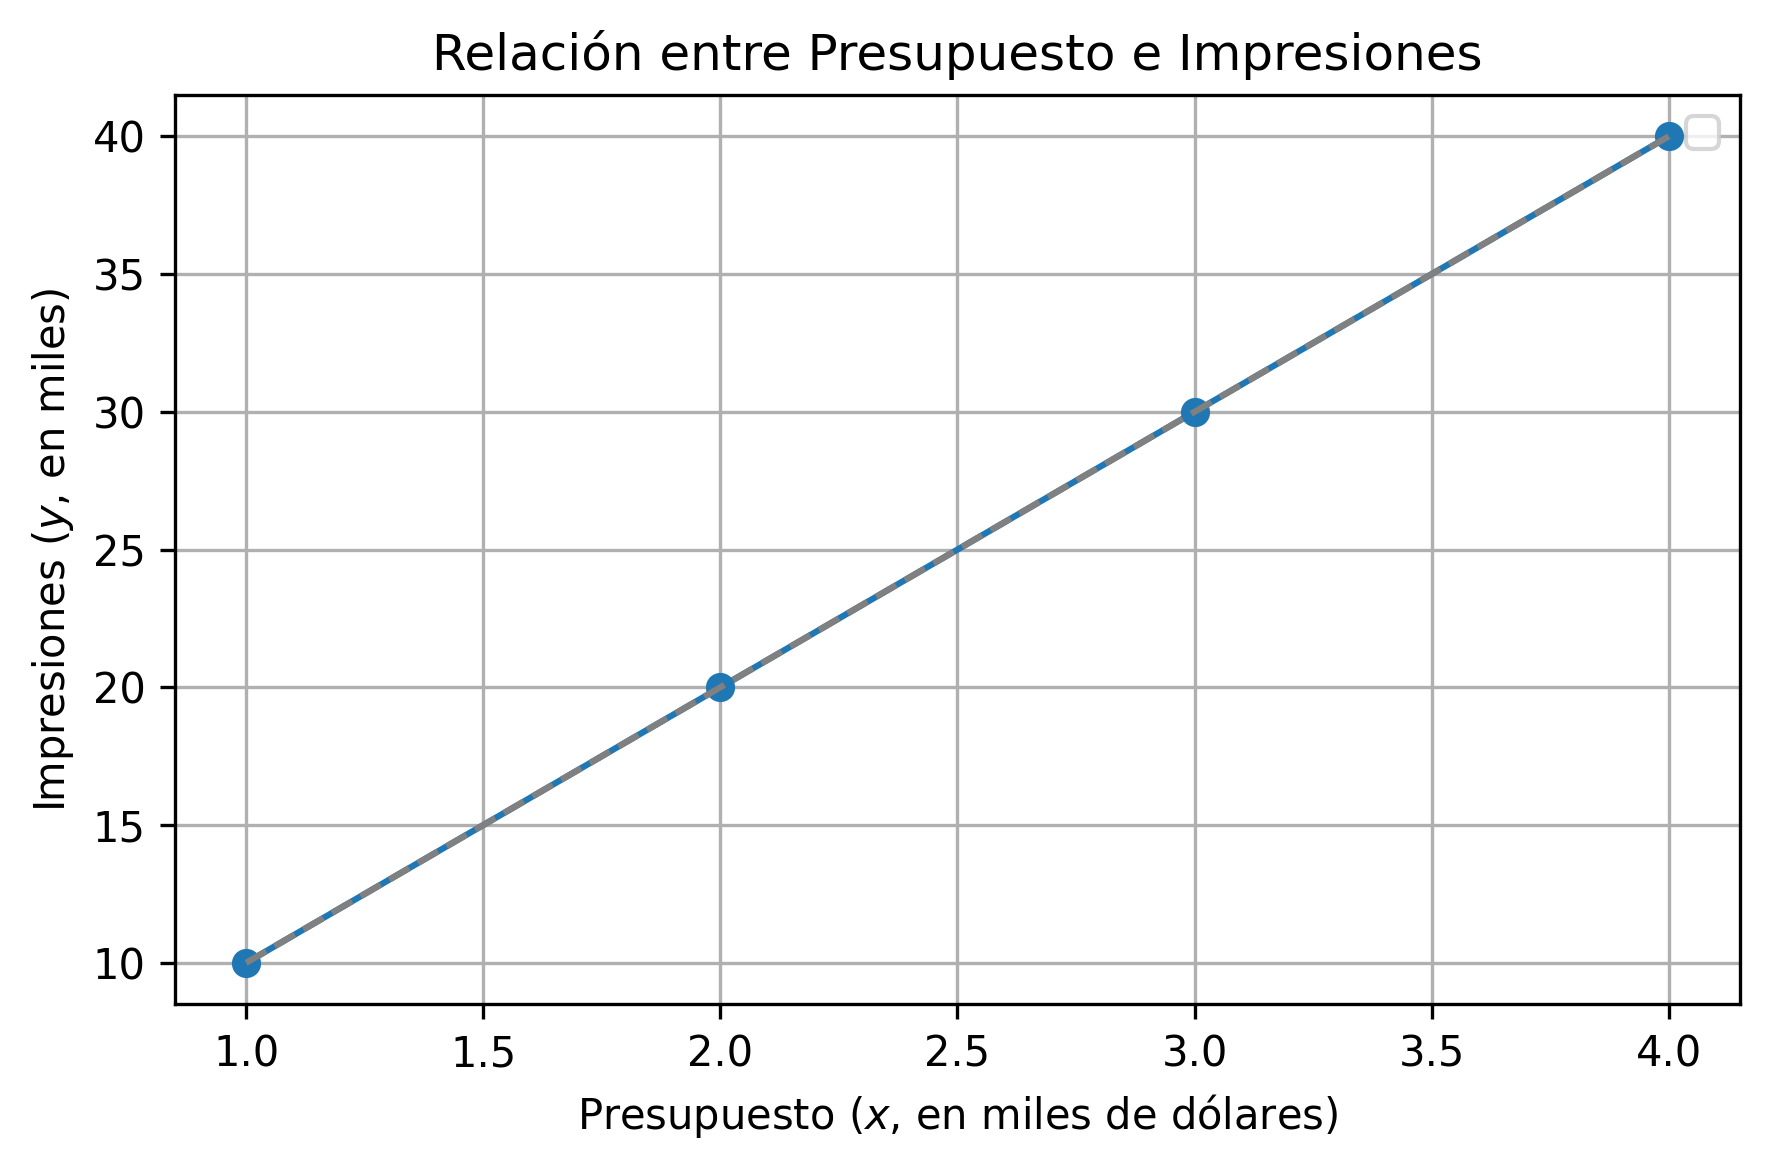 Relación entre Presupuesto e Impresiones
40
35
30
25
20
15
10
Impresiones (y, en miles)
1.0 1.5 2.0 2.5 3.0 3.5 4.0
Presupuesto (x, en miles de dólares)